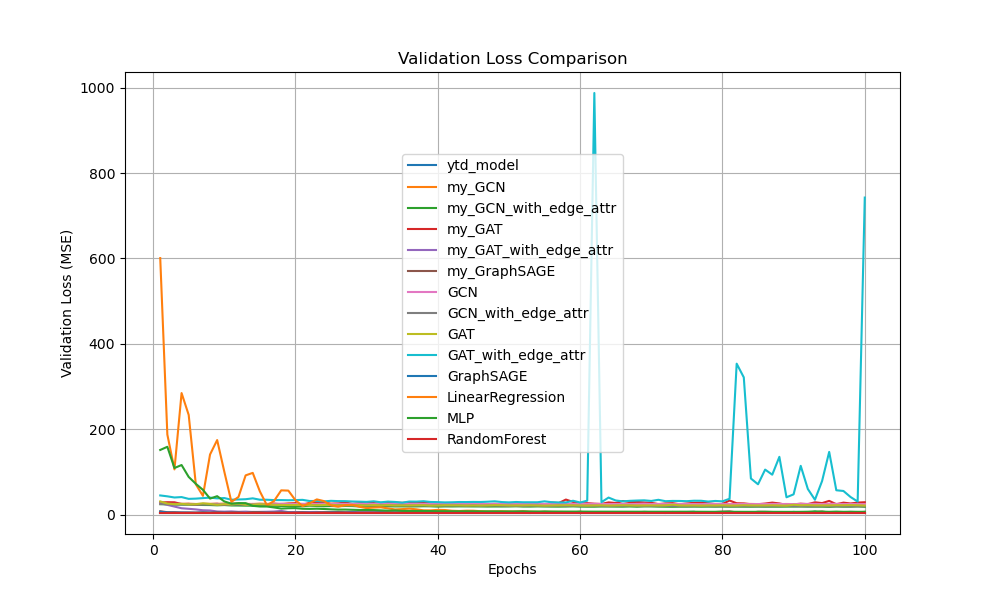 Validation Loss Comparison
1000
800
600
400
200
0
Validation Loss (MSE)
ytd_model
my_GCN
my_GCN_with_edge_attr
my_GAT
my_GAT_with_edge_attr
my_GraphSAGE
GCN
GCN_with_edge_attr
GAT
GAT_with_edge_attr
GraphSAGE
LinearRegression
MLP
RandomForest
0 20 40 60 80 100
Epochs